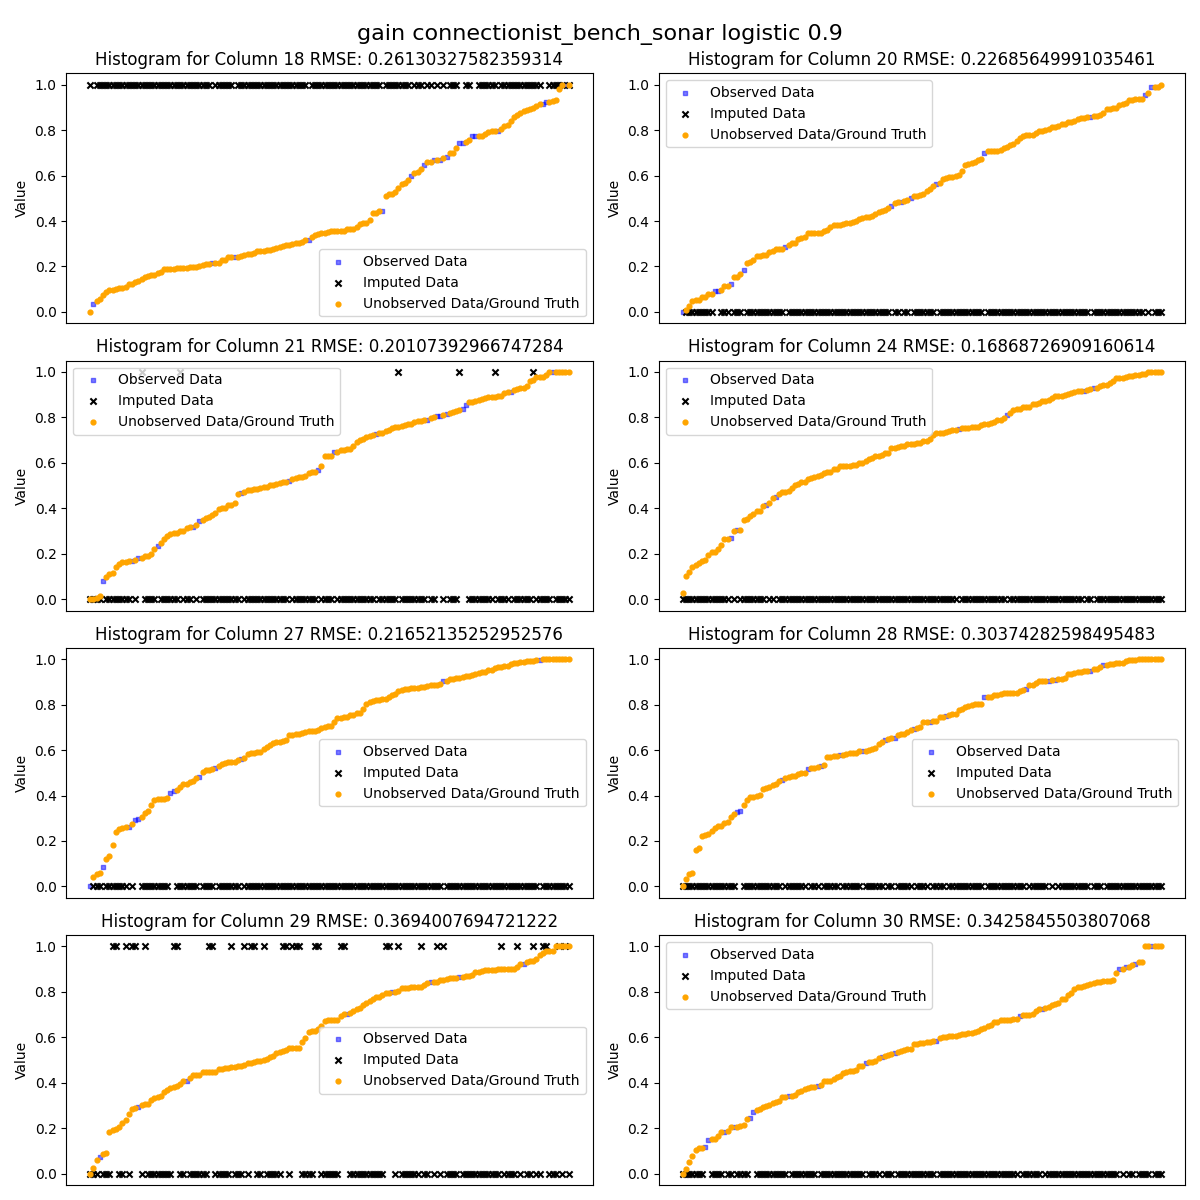 gain connectionist_bench_sonar logistic 0.9
Histogram for Column 18 RMSE: 0.26130327582359314
Value
1.0
0.8
0.6
0.4
0.2
0.0
Observed Data
Imputed Data
Unobserved Data/Ground Truth
Histogram for Column 20 RMSE: 0.22685649991035461
Value
1.0
0.8
0.6
0.4
0.2
0.0
Observed Data
Imputed Data
Unobserved Data/Ground Truth
Histogram for Column 21 RMSE: 0.20107392966747284
Value
1.0
0.8
0.6
0.4
0.2
0.0
Observed Data
Imputed Data
Unobserved Data/Ground Truth
Histogram for Column 24 RMSE: 0.16868726909160614
Value
1.0
0.8
0.6
0.4
0.2
0.0
Observed Data
Imputed Data
Unobserved Data/Ground Truth
Histogram for Column 27 RMSE: 0.21652135252952576
Value
1.0
0.8
0.6
0.4
0.2
0.0
Observed Data
Imputed Data
Unobserved Data/Ground Truth
Histogram for Column 28 RMSE: 0.30374282598495483
Value
1.0
0.8
0.6
0.4
0.2
0.0
Observed Data
Imputed Data
Unobserved Data/Ground Truth
Histogram for Column 29 RMSE: 0.3694007694721222
Value
1.0
0.8
0.6
0.4
0.2
0.0
Observed Data
Imputed Data
Unobserved Data/Ground Truth
Histogram for Column 30 RMSE: 0.3425845503807068
Value
1.0
0.8
0.6
0.4
0.2
0.0
Observed Data
Imputed Data
Unobserved Data/Ground Truth